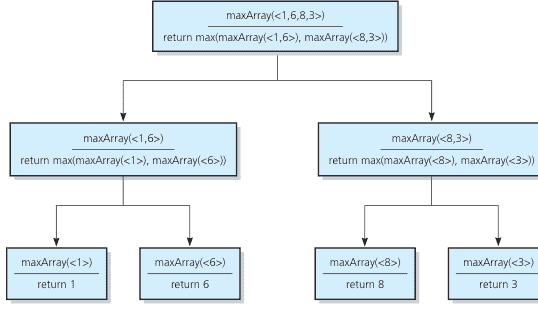 maxArray(<1,6,8,3>)
return max(maxArray(<1,6>), maxArray(<8,3>))
maxArray(<1,6>)
return max(maxArray(<1>), maxArray(<6>))
maxArray(<8,3>)
return max(maxArray(<8>), maxArray(<3>))
maxArray(<1>)
return 1
maxArray(<6>)
return 6
maxArray(<8>)
return 8
maxArray(<3>)
return 3